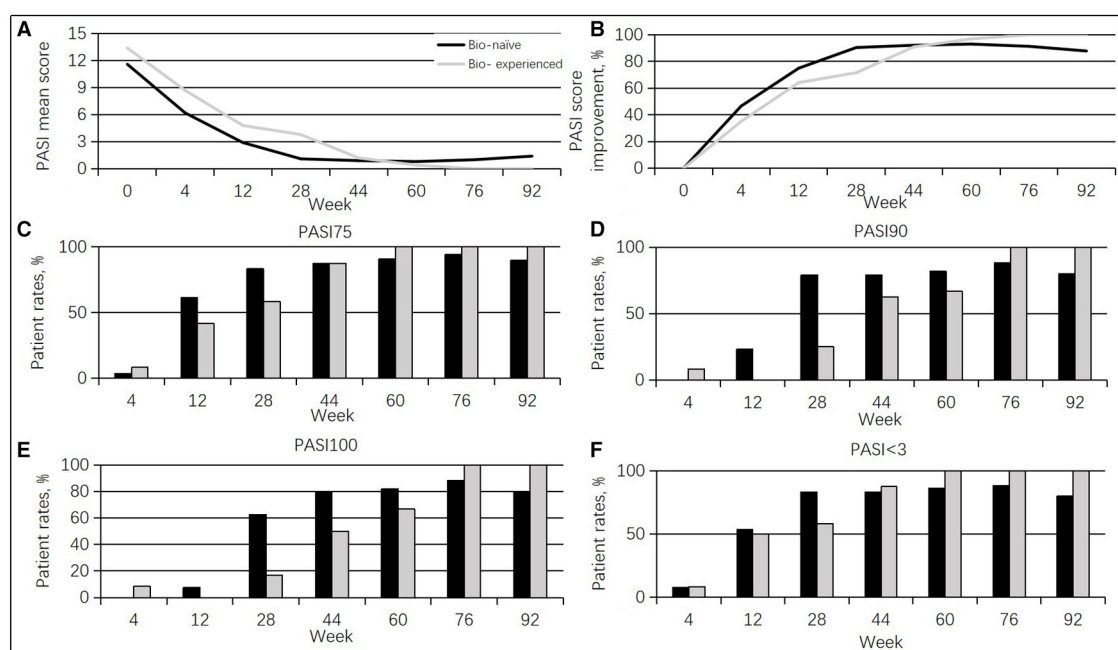 A
PASI mean score
15
12
9
6
3
0
Bio-naïve
Bio- experienced
0 4 12 28 44 60 76 92
Week
B
PASI score
improvement, %
100
80
60
40
20
0
0 4 12 28 44 60 76 92
Week
C
PASI75
Patient rates, %
100
50
0
4 12 28 44 60 76 92
Week
D
PASI90
Patient rates, %
100
50
0
4 12 28 44 60 76 92
Week
E
PASI100
Patient rates, %
100
80
60
40
20
0
4 12 28 44 60 76 92
Week
F
PASI<3
Patient rates, %
100
50
0
4 12 28 44 60 76 92
Week